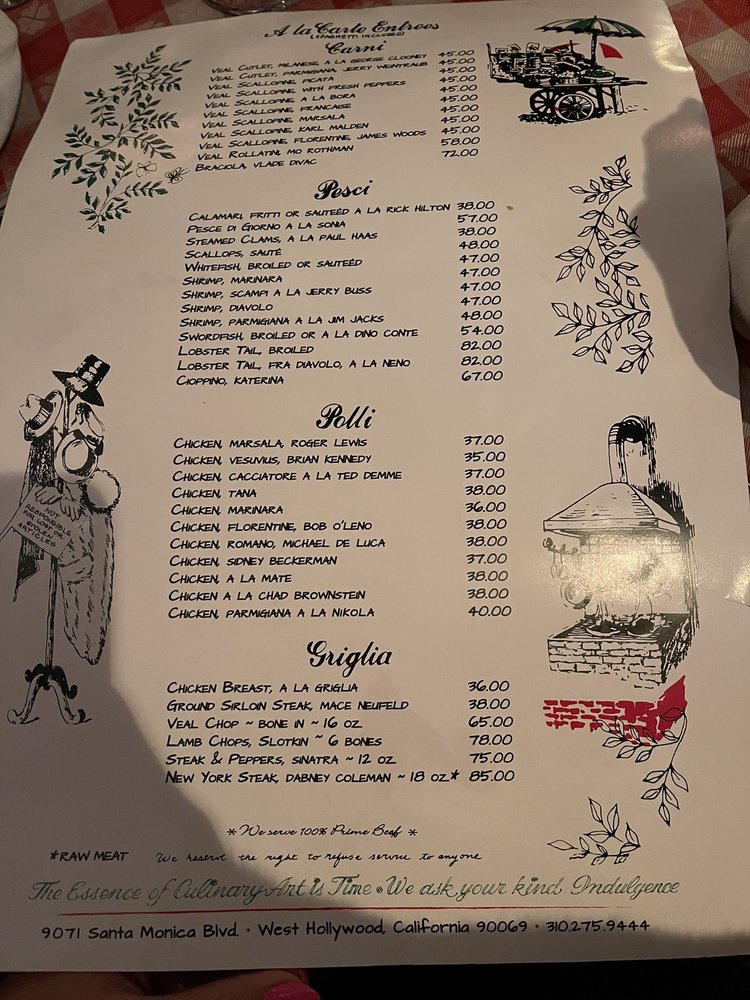 A la Carte Entrees
(SPAGHETTI INCLUDED)
Carni
VEAL CUTLET, MILANESE, A LA GEORGE CLOONEY 45.00
VEAL CUTLET, PARMIGIANA, JERRY WEINTRAUB 45.00
VEAL SCALLOPINE, PICATA 45.00
VEAL SCALLOPINE, WITH FRESH PEPPERS 45.00
VEAL SCALLOPINE, A LA BORA 45.00
VEAL SCALLOPINE, FRANCAISE 45.00
VEAL SCALLOPINE, MARSALA 45.00
VEAL SCALLOPINE, KARL MALDEN 45.00
VEAL SCALLOPINE, FLORENTINE, JAMES WOODS 45.00
VEAL ROLLATINI, MO ROTHMAN 58.00
BRACIOLA, VLADE DIVAC 72.00
Pesci
CALAMARI, FRITTI OR SAUTEÉD A LA RICK HILTON 38.00
PESCE DI GIORNO A LA SONIA 57.00
STEAMED CLAMS, A LA PAUL HAAS 38.00
SCALLOPS, SAUTÉ 48.00
WHITEFISH, BROILED OR SAUTEÉD 47.00
SHRIMP, MARINARA 47.00
SHRIMP, SCAMPI A LA JERRY BUSS 47.00
SHRIMP, DIAVOLO 47.00
SHRIMP, PARMIGIANA A LA JIM JACKS 48.00
SWORDFISH, BROILED OR A LA DINO CONTE 54.00
LOBSTER TAIL, BROILED 82.00
LOBSTER TAIL, FRA DIAVOLO, A LA NENO 82.00
CIOPPINO, KATERINA 67.00
Polli
CHICKEN, MARSALA, ROGER LEWIS 37.00
CHICKEN, VESUVIUS, BRIAN KENNEDY 35.00
CHICKEN, CACCIATORE A LA TED DEMME 37.00
CHICKEN, TANA 38.00
CHICKEN, MARINARA 36.00
CHICKEN, FLORENTINE, BOB O'LENO 38.00
CHICKEN, ROMANO, MICHAEL DE LUCA 38.00
CHICKEN, SIDNEY BECKERMAN 37.00
CHICKEN, A LA MATE 38.00
CHICKEN A LA CHAD BROWNSTEIN 38.00
CHICKEN, PARMIGIANA A LA NIKOLA 40.00
NOT
RESPONSIBLE
FOR LOST OR
STOLEN
ARTICLES
Griglia
CHICKEN BREAST, A LA GRIGLIA 36.00
GROUND SIRLOIN STEAK, MACE NEUFELD 38.00
VEAL CHOP ~ BONE IN ~ 16 OZ. 65.00
LAMB CHOPS, SLOTKIN ~ 6 BONES 78.00
STEAK & PEPPERS, SINATRA ~ 12 OZ. 75.00
NEW YORK STEAK, DABNEY COLEMAN ~ 18 OZ.* 85.00
* We serve 100% Prime Beef *
*RAW MEAT We reserve the right to refuse service to anyone
The Essence of Culinary Art is Time • We ask your kind Indulgence
9071 Santa Monica Blvd. • West Hollywood, California 90069 • 310.275.9444